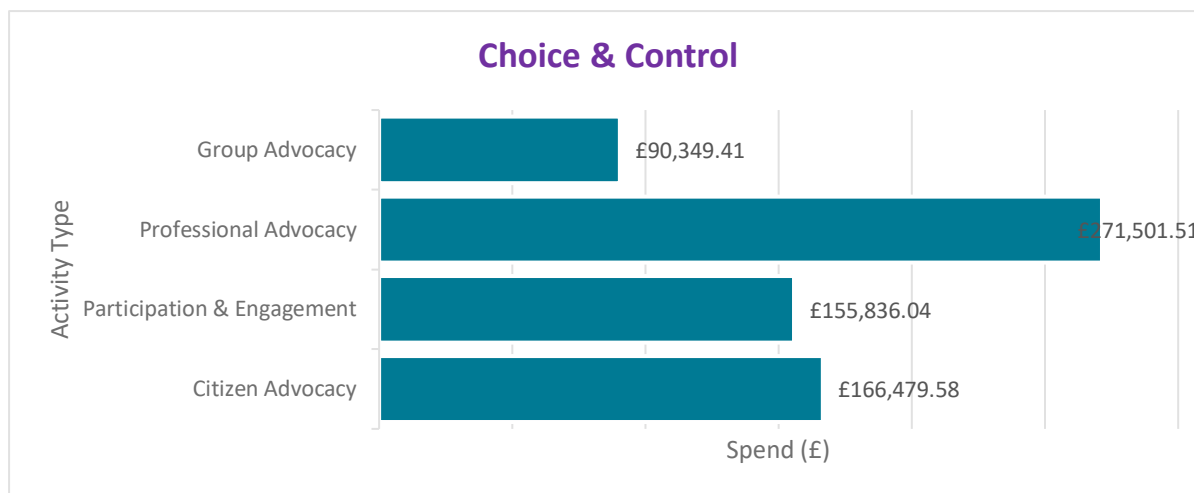 Choice & Control
Activity Type
Group Advocacy
£90,349.41
Professional Advocacy
£271,501.51
Participation & Engagement
£155,836.04
Citizen Advocacy
£166,479.58
Spend (£)